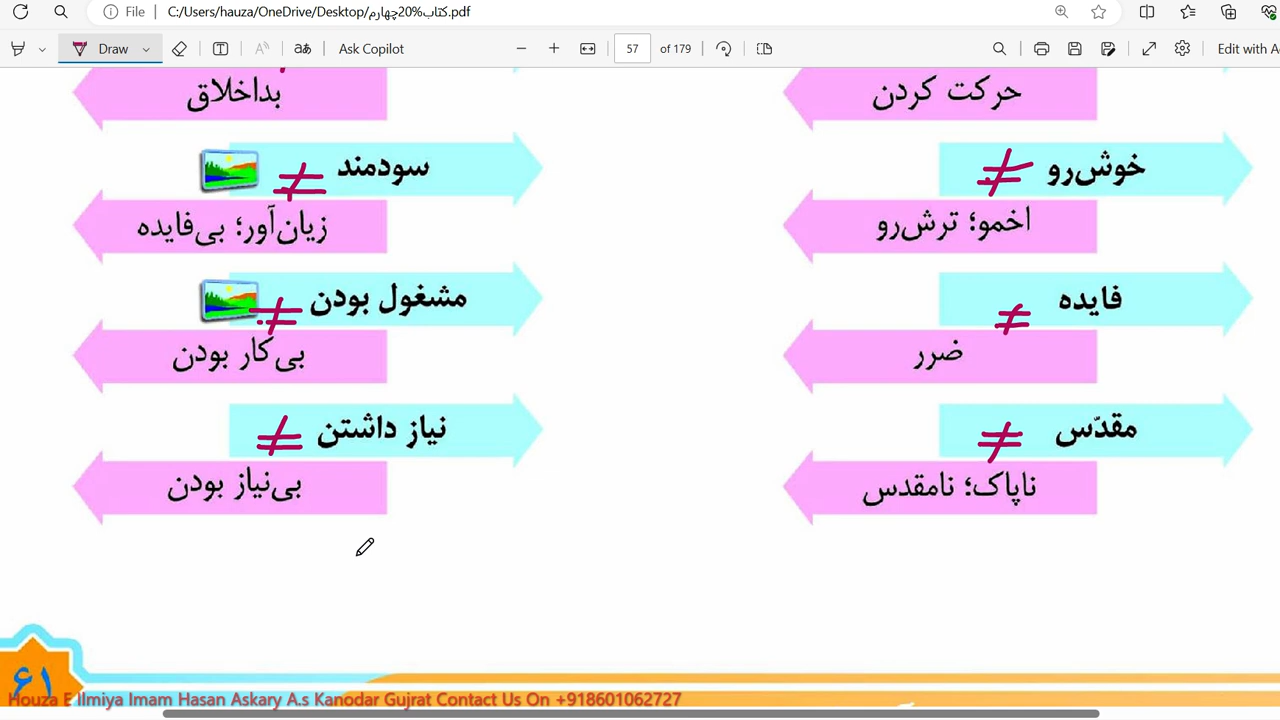 File C:/Users/hauza/OneDrive/Desktop/کتاب%20چهارم.pdf
Draw Ask Copilot 57 of 179 Edit with A
حرکت کردن
بداخلاق
خوش‌رو ≠
سودمند ≠
اخمو؛ ترش‌رو
زیان‌آور؛ بی‌فایده
فایده ≠
مشغول بودن ≠
ضرر
بی‌کار بودن
مقدّس ≠
نیاز داشتن ≠
ناپاک؛ نامقدس
بی‌نیاز بودن
۶۱
Houza E Ilmiya Imam Hasan Askary A.s Kanodar Gujrat Contact Us On +918601062727